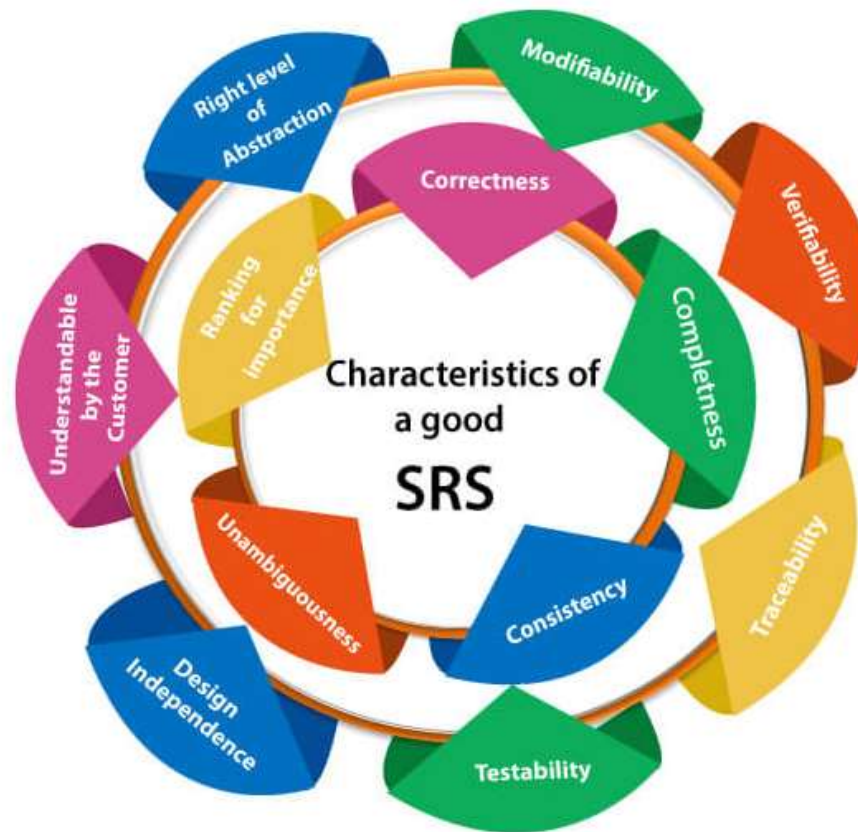 Characteristics of
a good
SRS
Correctness
Completness
Consistency
Unambiguousness
Ranking
for
importance
Modifiability
Verifiability
Traceability
Testability
Design
Independence
Understandable
by the
Customer
Right level
of
Abstraction